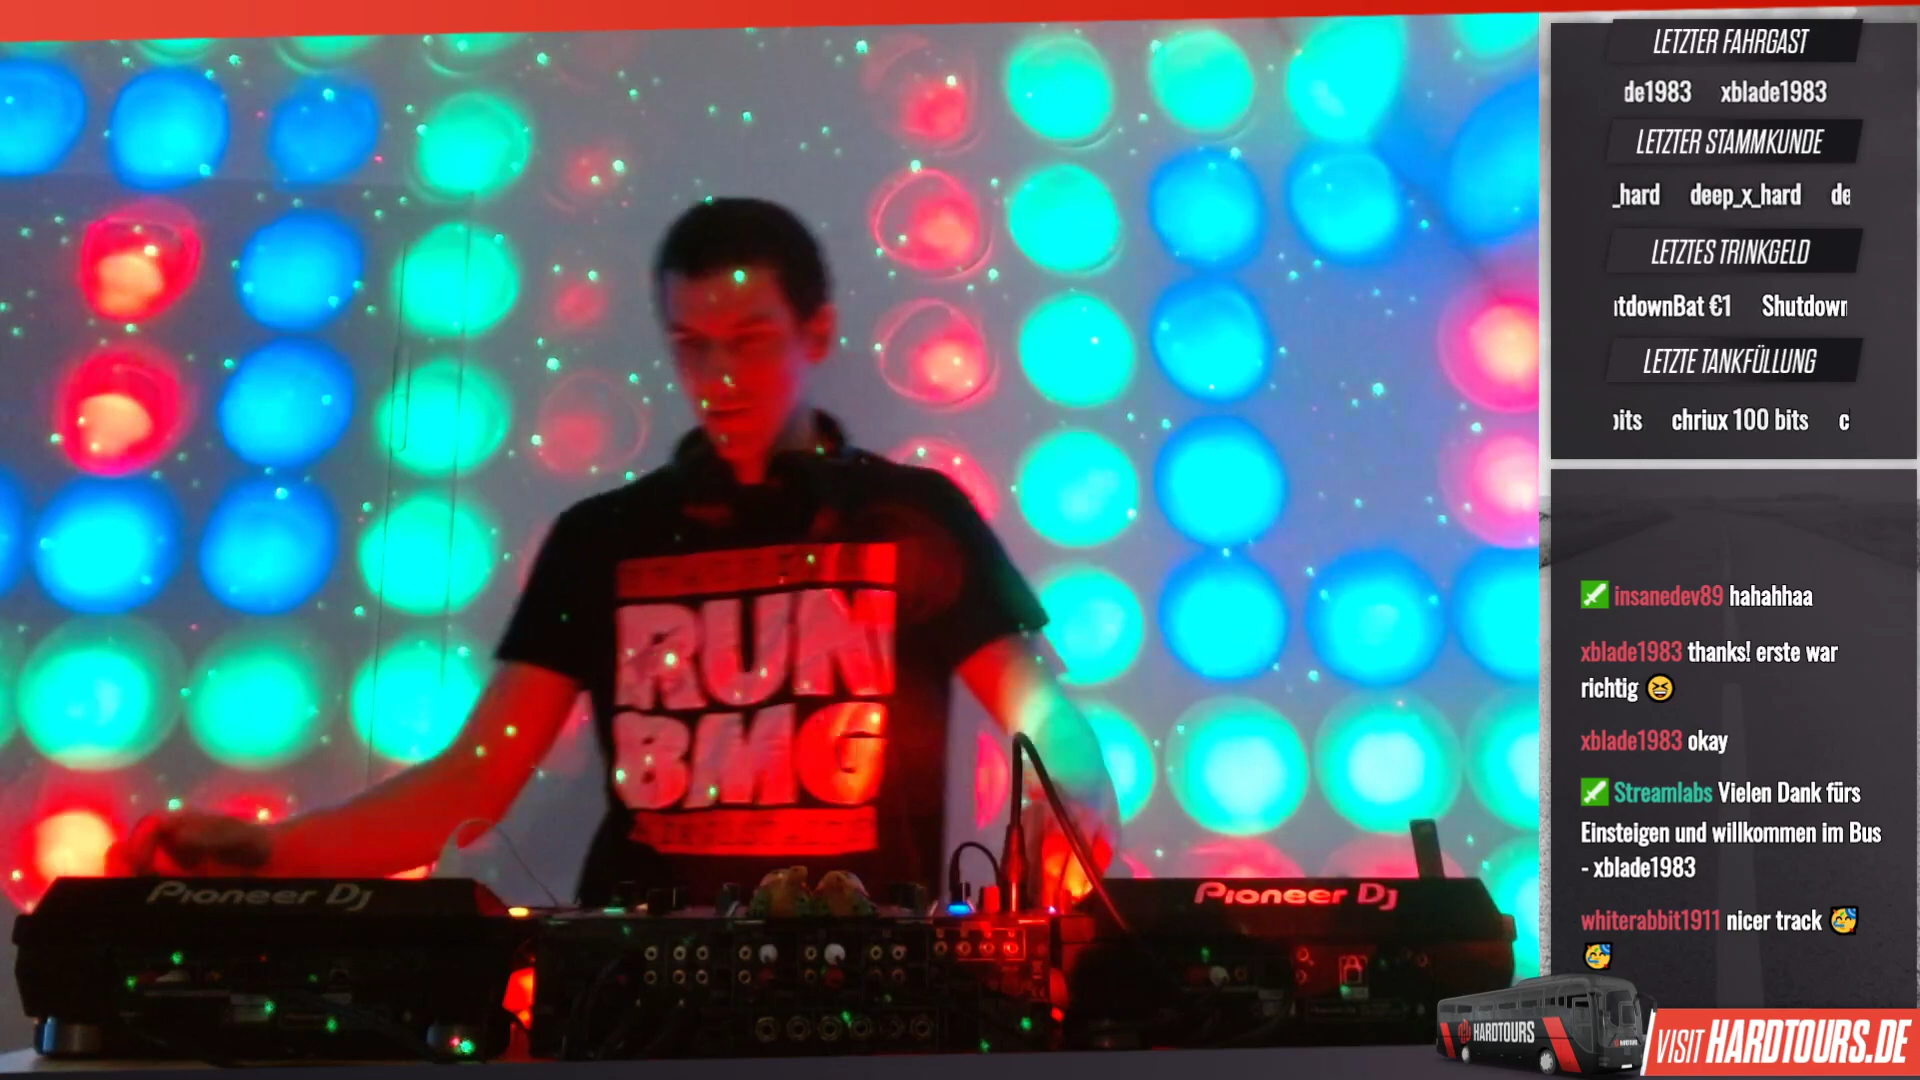 LETZTER FAHRGAST
de1983 xblade1983
LETZTER STAMMKUNDE
_hard deep_x_hard de
LETZTES TRINKGELD
tdownBat €1 Shutdown
LETZTE TANKFÜLLUNG
bits chriux 100 bits c
insanedev89 hahahhaa
xblade1983 thanks! erste war
richtig 😆
xblade1983 okay
Streamlabs Vielen Dank fürs
Einsteigen und willkommen im Bus
- xblade1983
whiterabbit1911 nicer track 🥳
🥳
RUN
BMG
Pioneer Dj
Pioneer Dj
HARDTOURS
VISIT HARDTOURS.DE